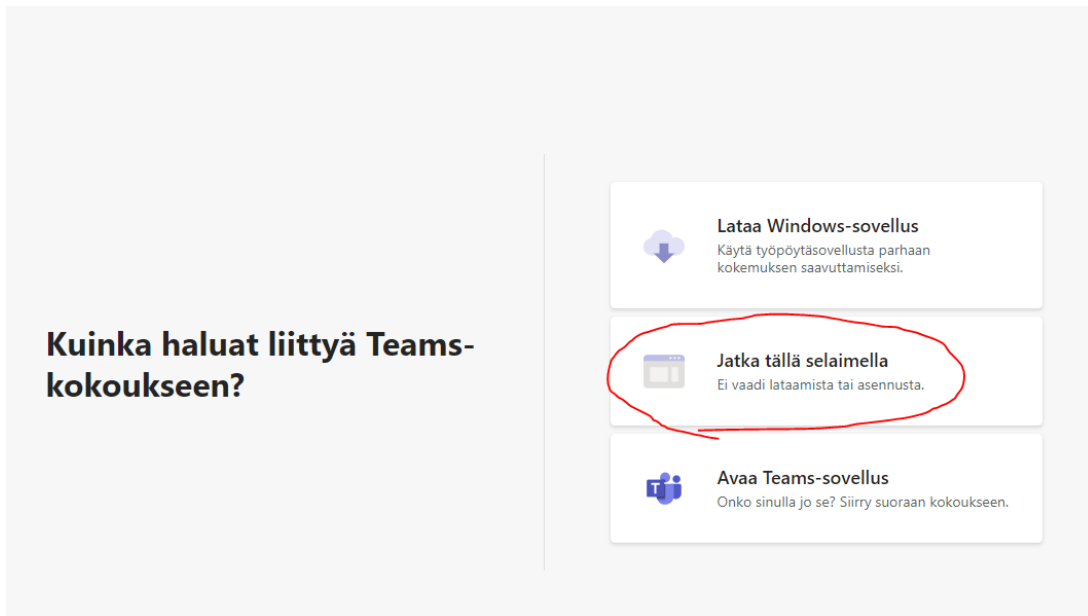 Kuinka haluat liittyä Teams-
kokoukseen?
Lataa Windows-sovellus
Käytä työpöytäsovellusta parhaan
kokemuksen saavuttamiseksi.
Jatka tällä selaimella
Ei vaadi lataamista tai asennusta.
T
Avaa Teams-sovellus
Onko sinulla jo se? Siirry suoraan kokoukseen.